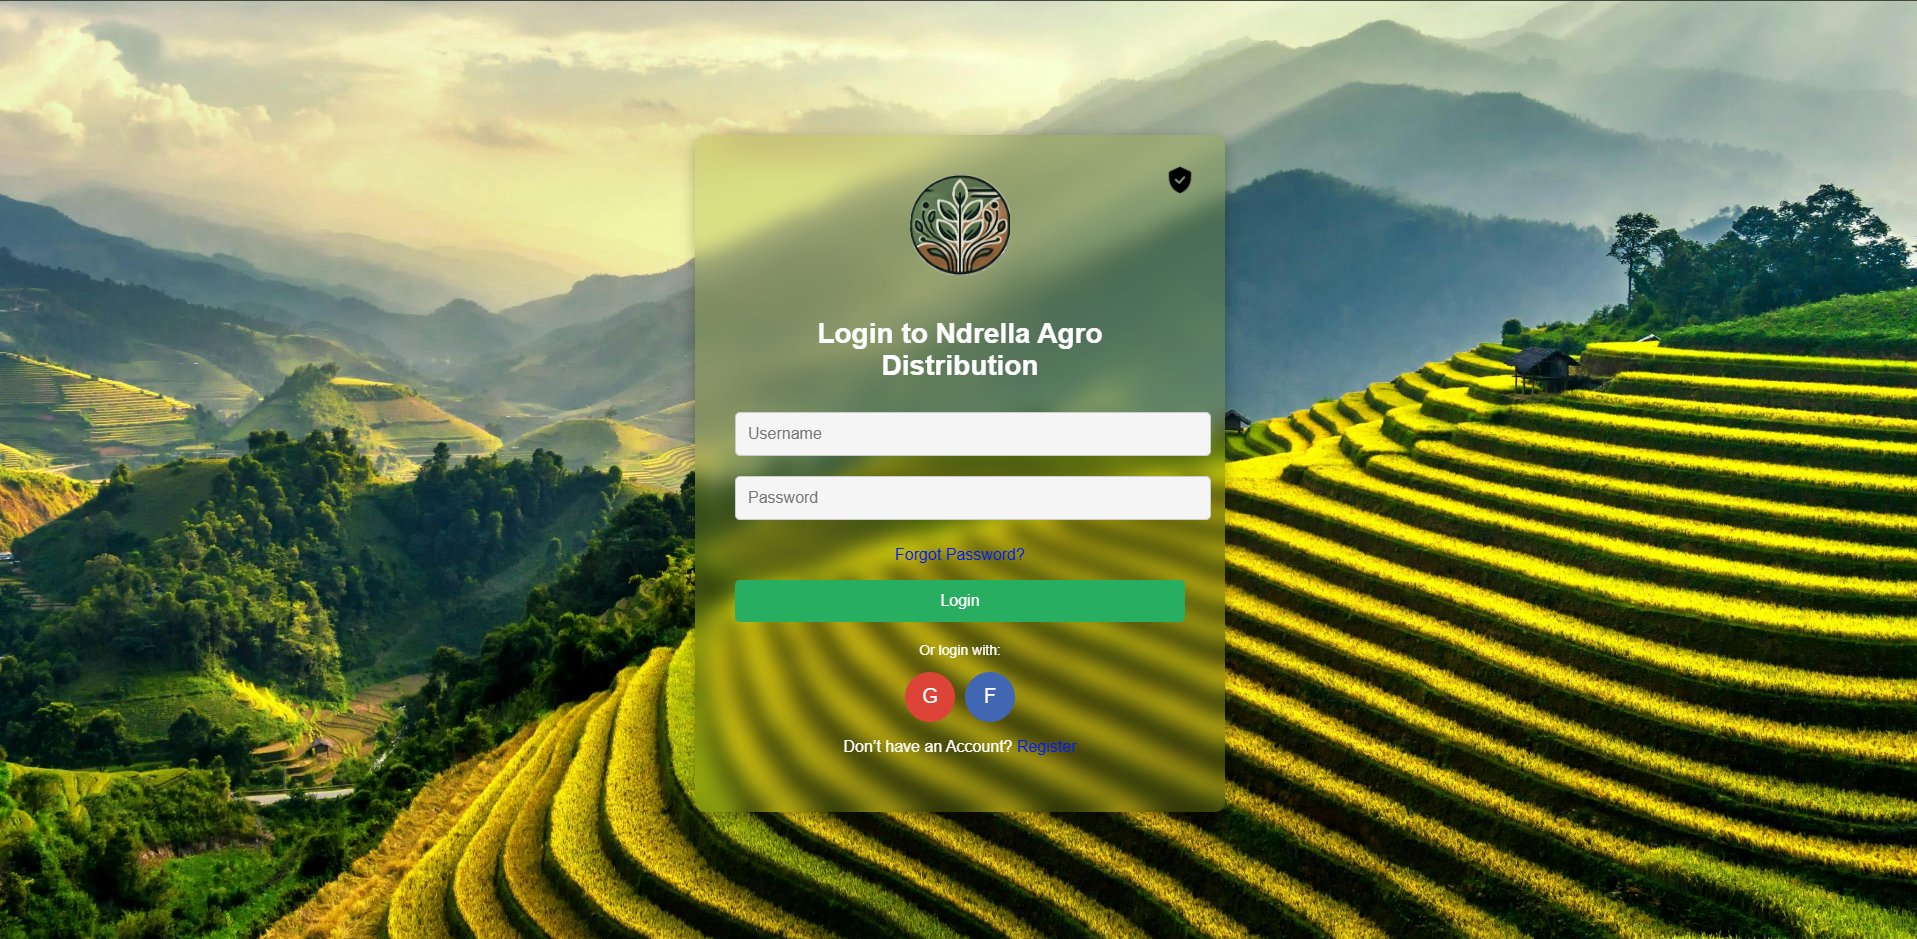 Login to Ndrella Agro
Distribution
Username
Password
Forgot Password?
Login
Or login with:
G F
Don't have an Account? Register